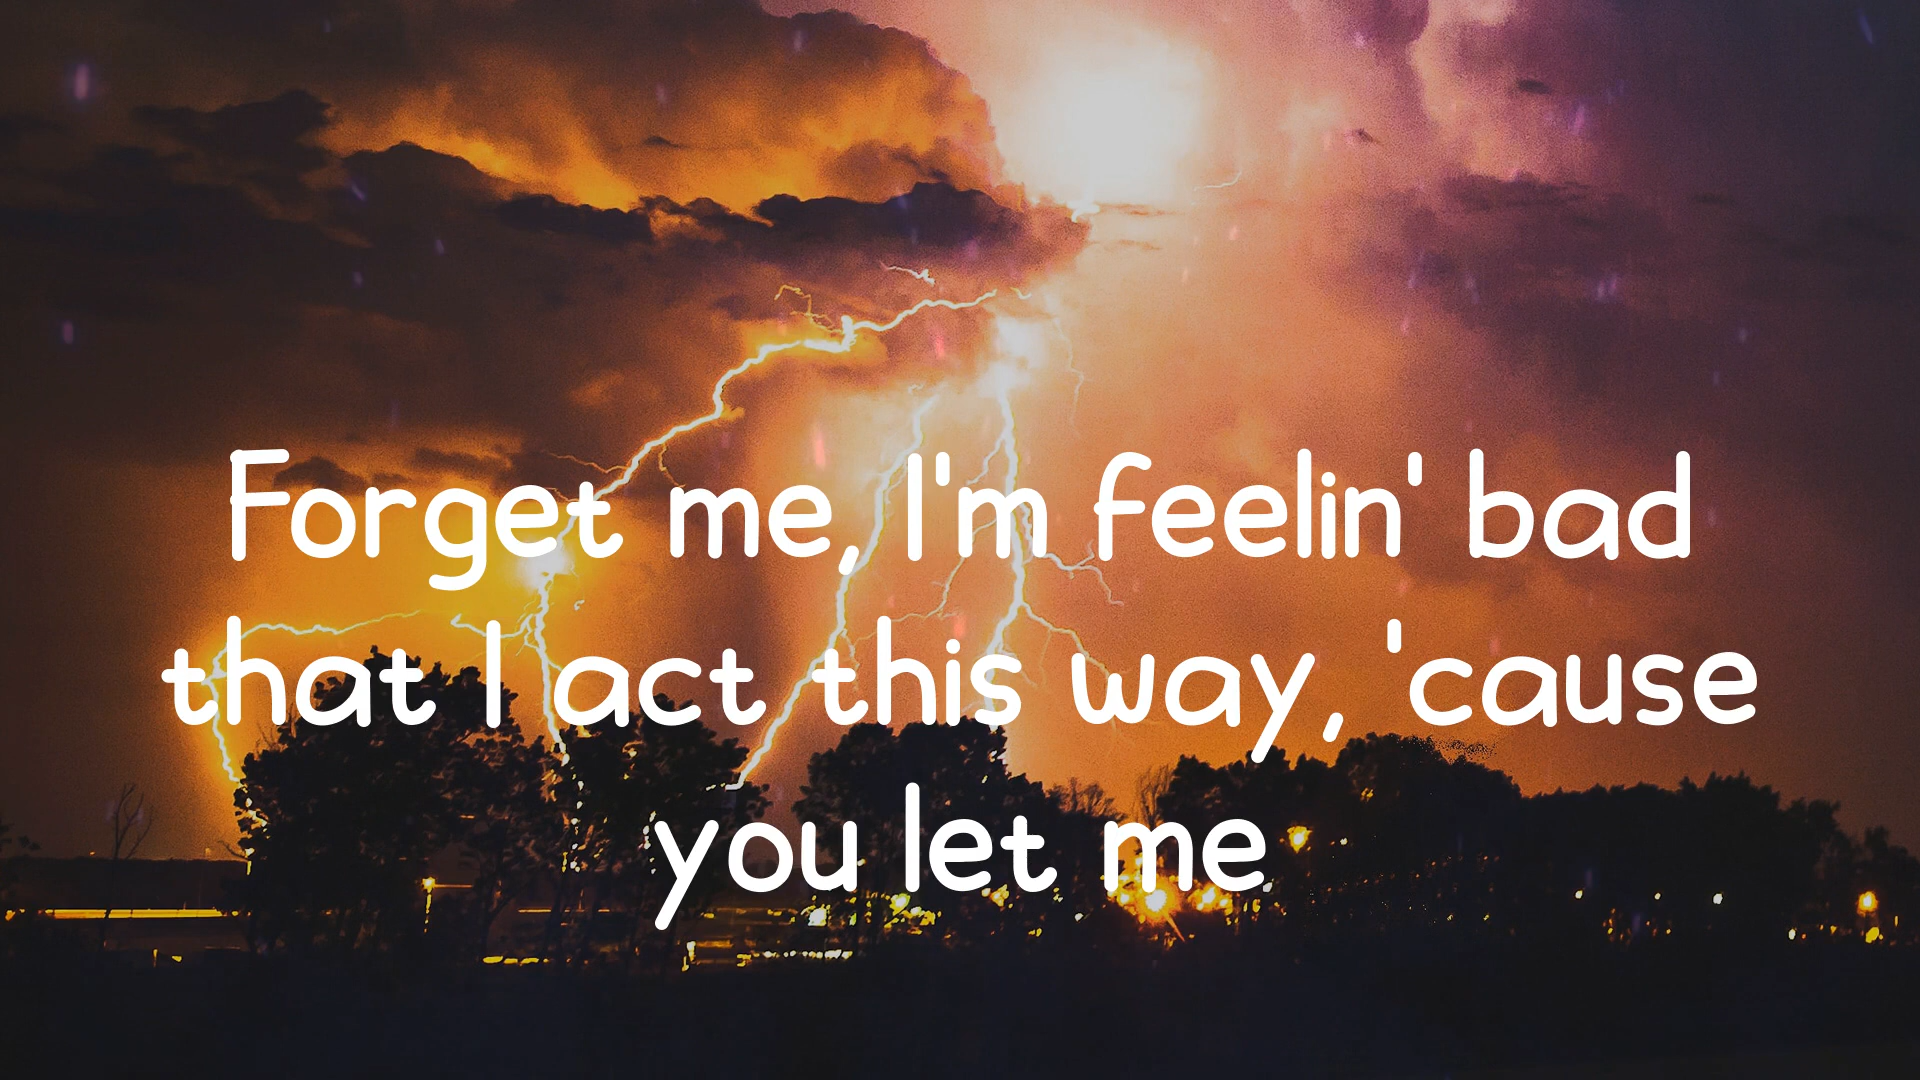 Forget me, I'm feelin' bad
that I act this way, 'cause
you let me